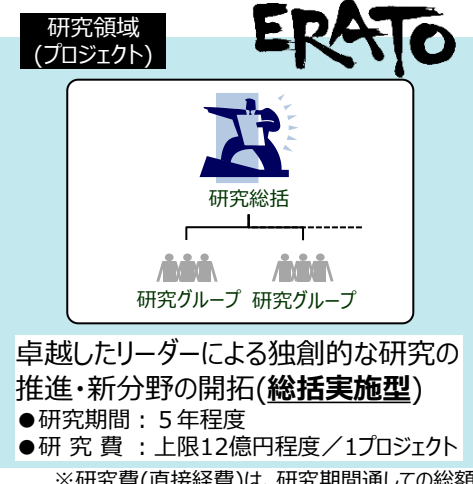 研究領域
(プロジェクト)
ERATO
研究総括
研究グループ 研究グループ
卓越したリーダーによる独創的な研究の
推進・新分野の開拓(総括実施型)
●研究期間：５年程度
●研 究 費 ：上限12億円程度／1プロジェクト
※研究費(直接経費)は、研究期間通しての総額